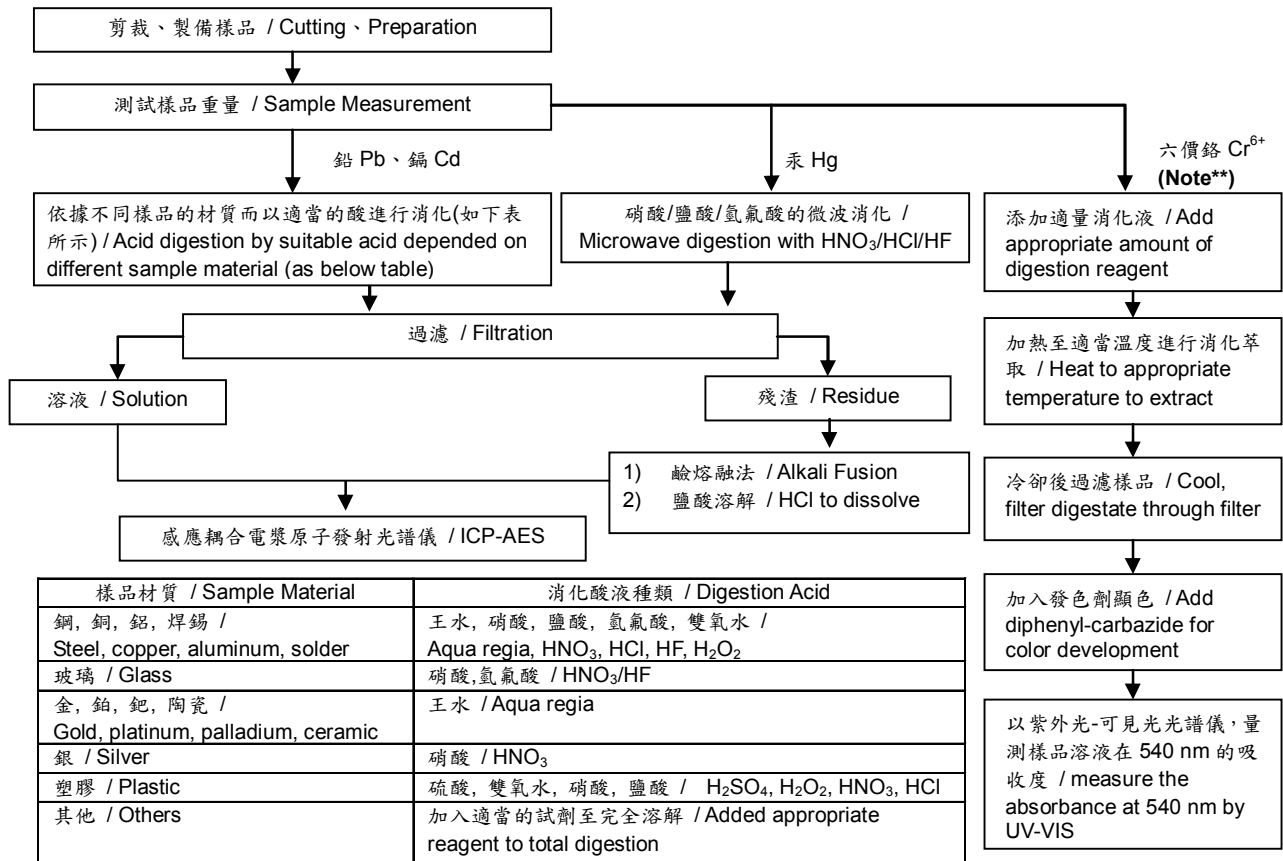 剪裁、製備樣品 / Cutting、Preparation
測試樣品重量 / Sample Measurement
鉛 Pb、鎘 Cd
汞 Hg
六價鉻 Cr6+
(Note**)
依據不同樣品的材質而以適當的酸進行消化(如下表
所示) / Acid digestion by suitable acid depended on
different sample material (as below table)
硝酸/鹽酸/氫氟酸的微波消化 /
Microwave digestion with HNO3/HCl/HF
添加適量消化液 / Add
appropriate amount of
digestion reagent
過濾 / Filtration
加熱至適當溫度進行消化萃
取 / Heat to appropriate
temperature to extract
溶液 / Solution
殘渣 / Residue
1) 鹼熔融法 / Alkali Fusion
2) 鹽酸溶解 / HCl to dissolve
冷卻後過濾樣品 / Cool,
filter digestate through filter
感應耦合電漿原子發射光譜儀 / ICP-AES
加入發色劑顯色 / Add
diphenyl-carbazide for
color development
以紫外光-可見光光譜儀，量
測樣品溶液在 540 nm 的吸
收度 / measure the
absorbance at 540 nm by
UV-VIS
樣品材質 / Sample Material
消化酸液種類 / Digestion Acid
鋼, 銅, 鋁, 焊錫 /
Steel, copper, aluminum, solder
王水, 硝酸, 鹽酸, 氫氟酸, 雙氧水 /
Aqua regia, HNO3, HCl, HF, H2O2
玻璃 / Glass
硝酸,氫氟酸 / HNO3/HF
金, 鉑, 鈀, 陶瓷 /
Gold, platinum, palladium, ceramic
王水 / Aqua regia
銀 / Silver
硝酸 / HNO3
塑膠 / Plastic
硫酸, 雙氧水, 硝酸, 鹽酸 / H2SO4, H2O2, HNO3, HCl
其他 / Others
加入適當的試劑至完全溶解 / Added appropriate
reagent to total digestion